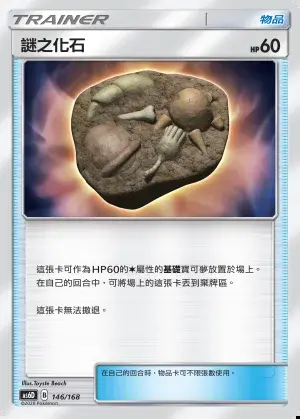 TRAINER 物品
謎之化石 HP60
這張卡可作為HP60的屬性的基礎寶可夢放置於場上。
在自己的回合中，可將場上的這張卡丟到棄牌區。
這張卡無法撤退。
在自己的回合時，物品卡可不限張數使用。
Illus. Toyste Beach
146/168